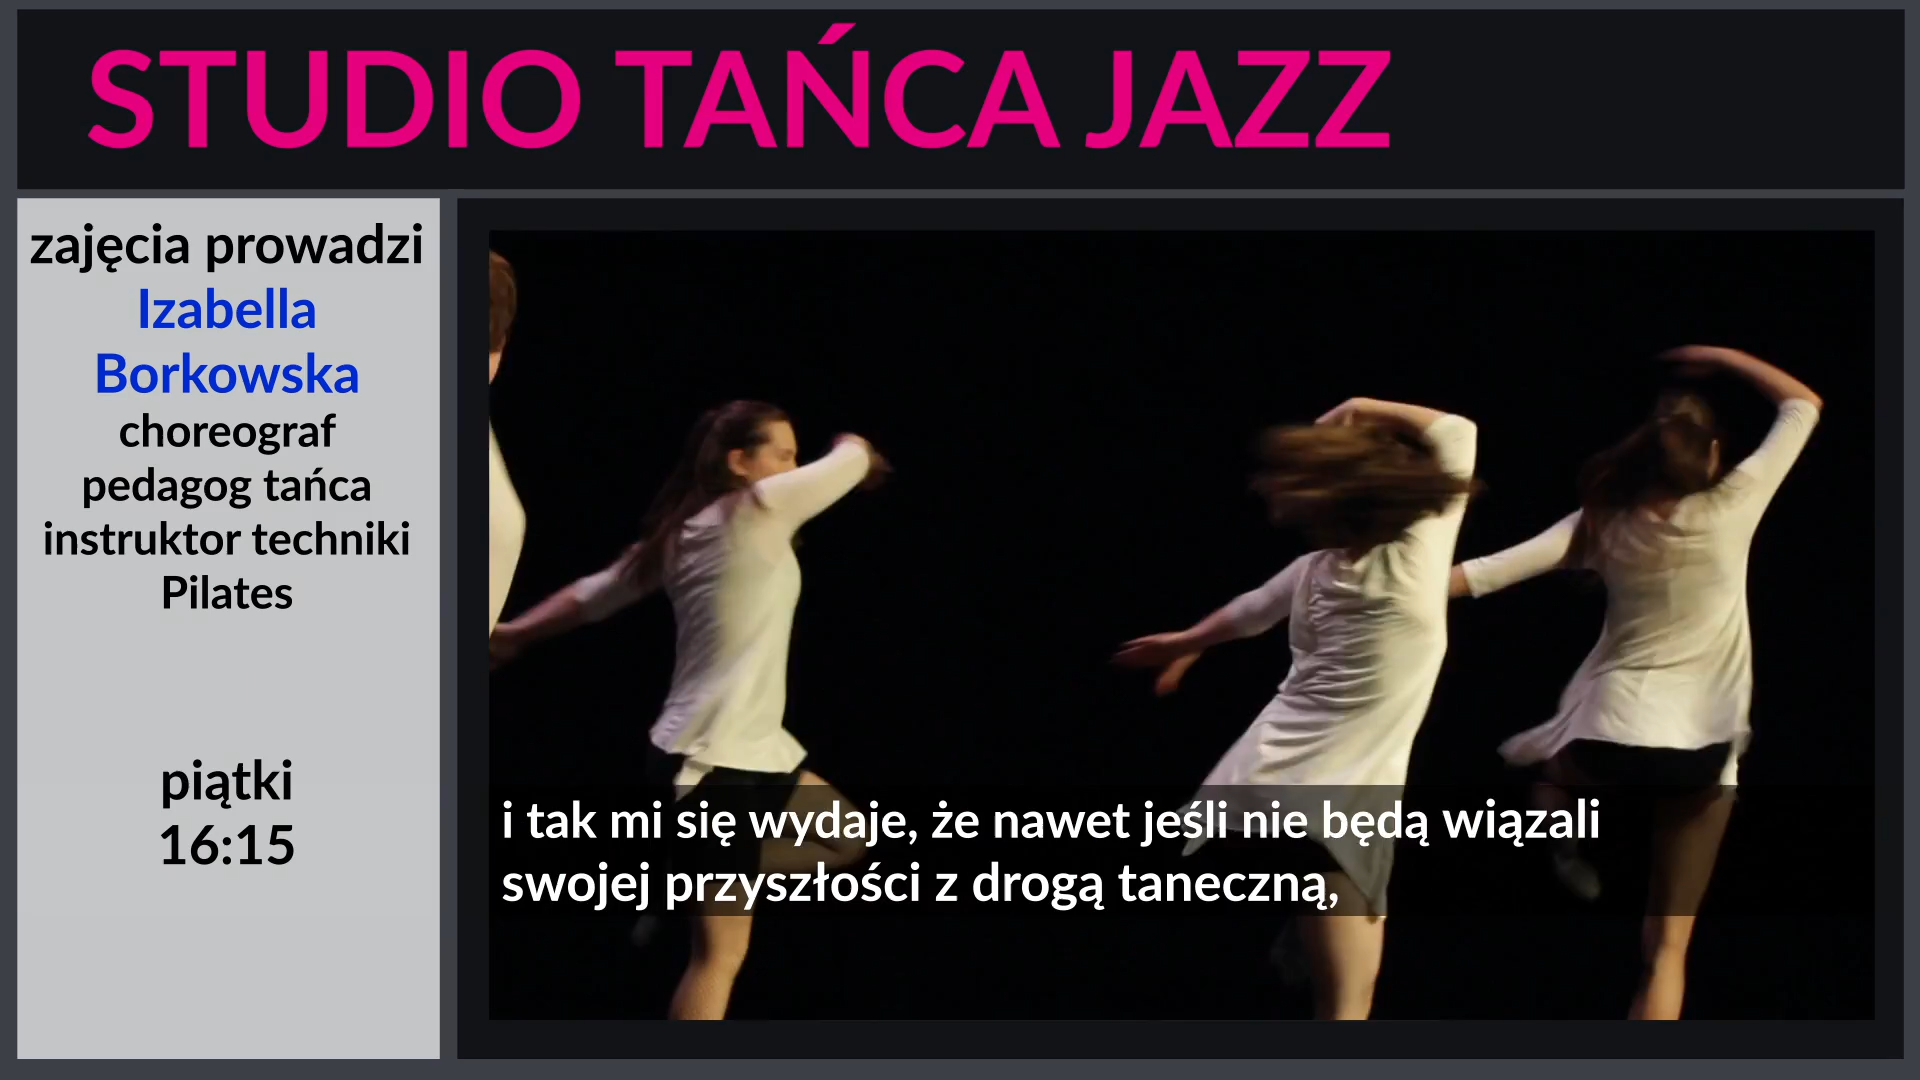 STUDIO TAŃCA JAZZ
zajęcia prowadzi
Izabella
Borkowska
choreograf
pedagog tańca
instruktor techniki
Pilates
piątki
16:15
i tak mi się wydaje, że nawet jeśli nie będą wiązali
swojej przyszłości z drogą taneczną,